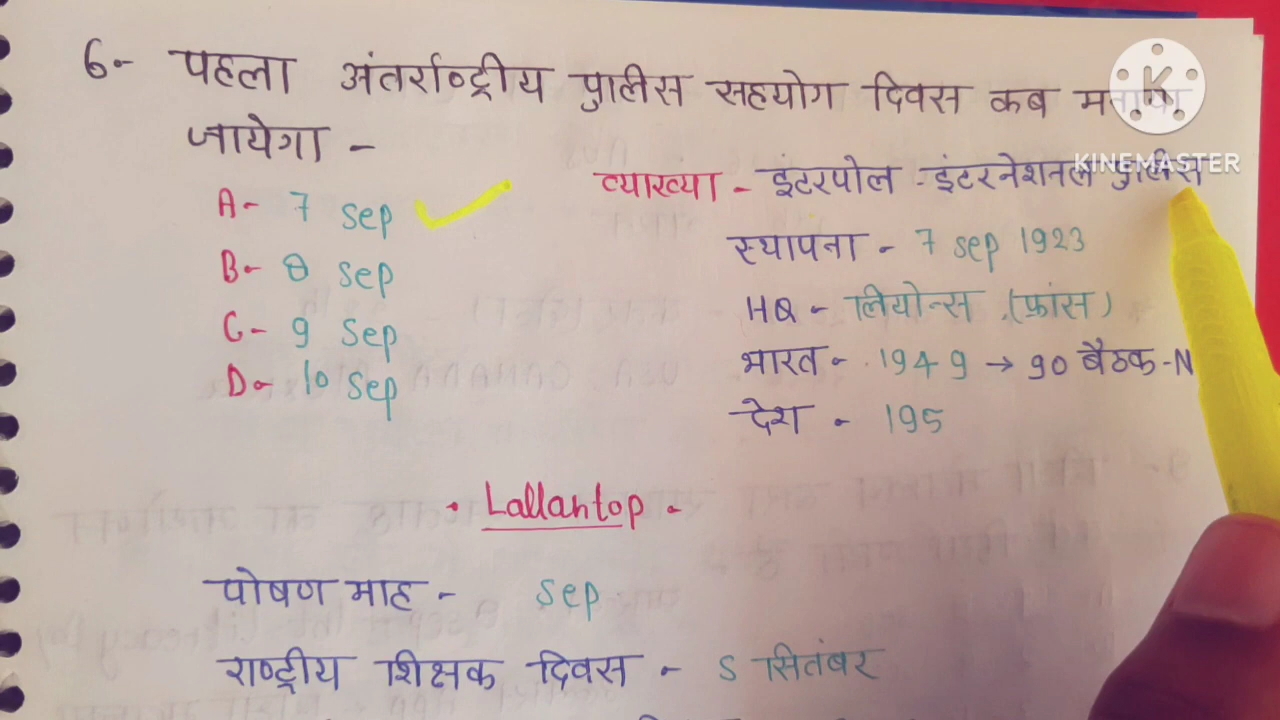 6- पहला अंतर्राष्ट्रीय पुलिस सहयोग दिवस कब मनाया
जायेगा -
A- 7 Sep
B- 8 Sep
C- 9 Sep
D- 10 Sep
व्याख्या - इंटरपोल - इंटरनेशनल पुलिस
स्थापना - 7 sep 1923
HQ - लियोन्स (फ्रांस)
भारत - 1949 → 90 बैठक - N
देश - 195
KINEMASTER
. Lallantop -
पोषण माह - Sep
राष्ट्रीय शिक्षक दिवस - 5 सितंबर